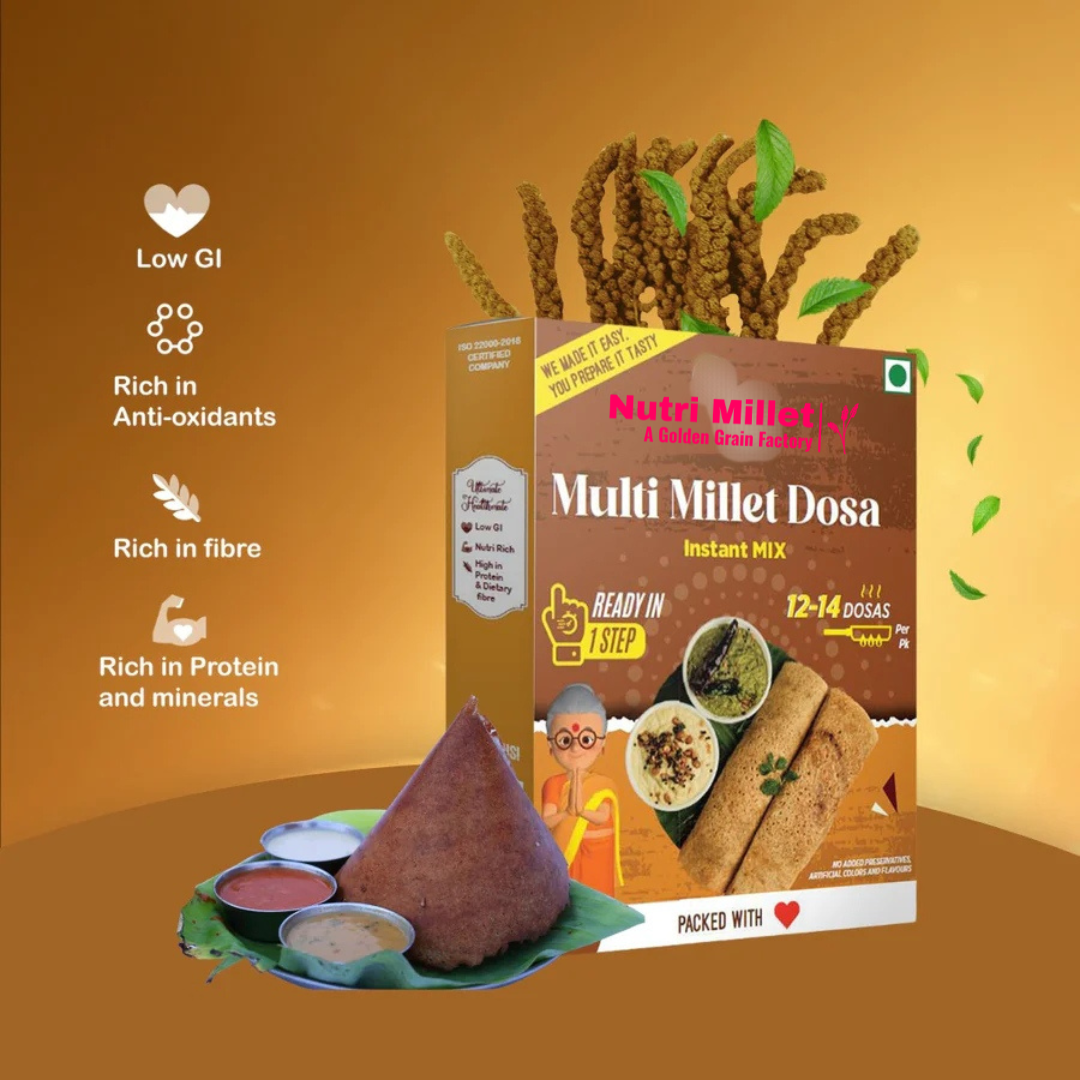 Low GI
Rich in
Anti-oxidants
Rich in fibre
Rich in Protein
and minerals
ISO 22000-2018
CERTIFIED
COMPANY
Ultimate
Healthmate
Low GI
Nutri Rich
High in
Protein
& Dietary
fibre
WE MADE IT EASY,
YOU PREPARE IT TASTY
Nutri Millet
A Golden Grain Factory
Multi Millet Dosa
Instant MIX
READY IN
1 STEP
12-14 DOSAS
Per
Pk
NO ADDED PRESERVATIVES,
ARTIFICIAL COLORS AND FLAVOURS
PACKED WITH